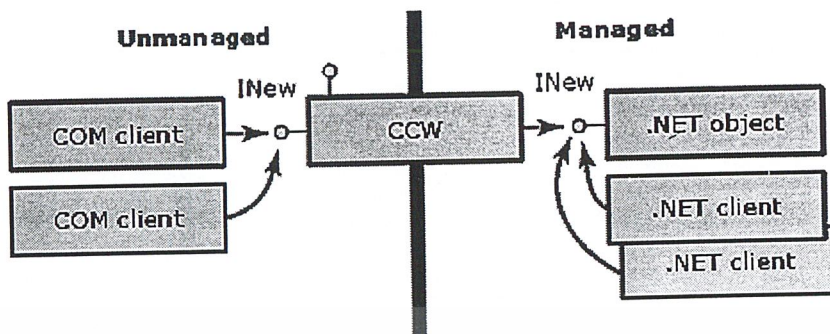 Unmanaged
Managed
INew
INew
COM client
CCW
.NET object
COM client
.NET client
.NET client